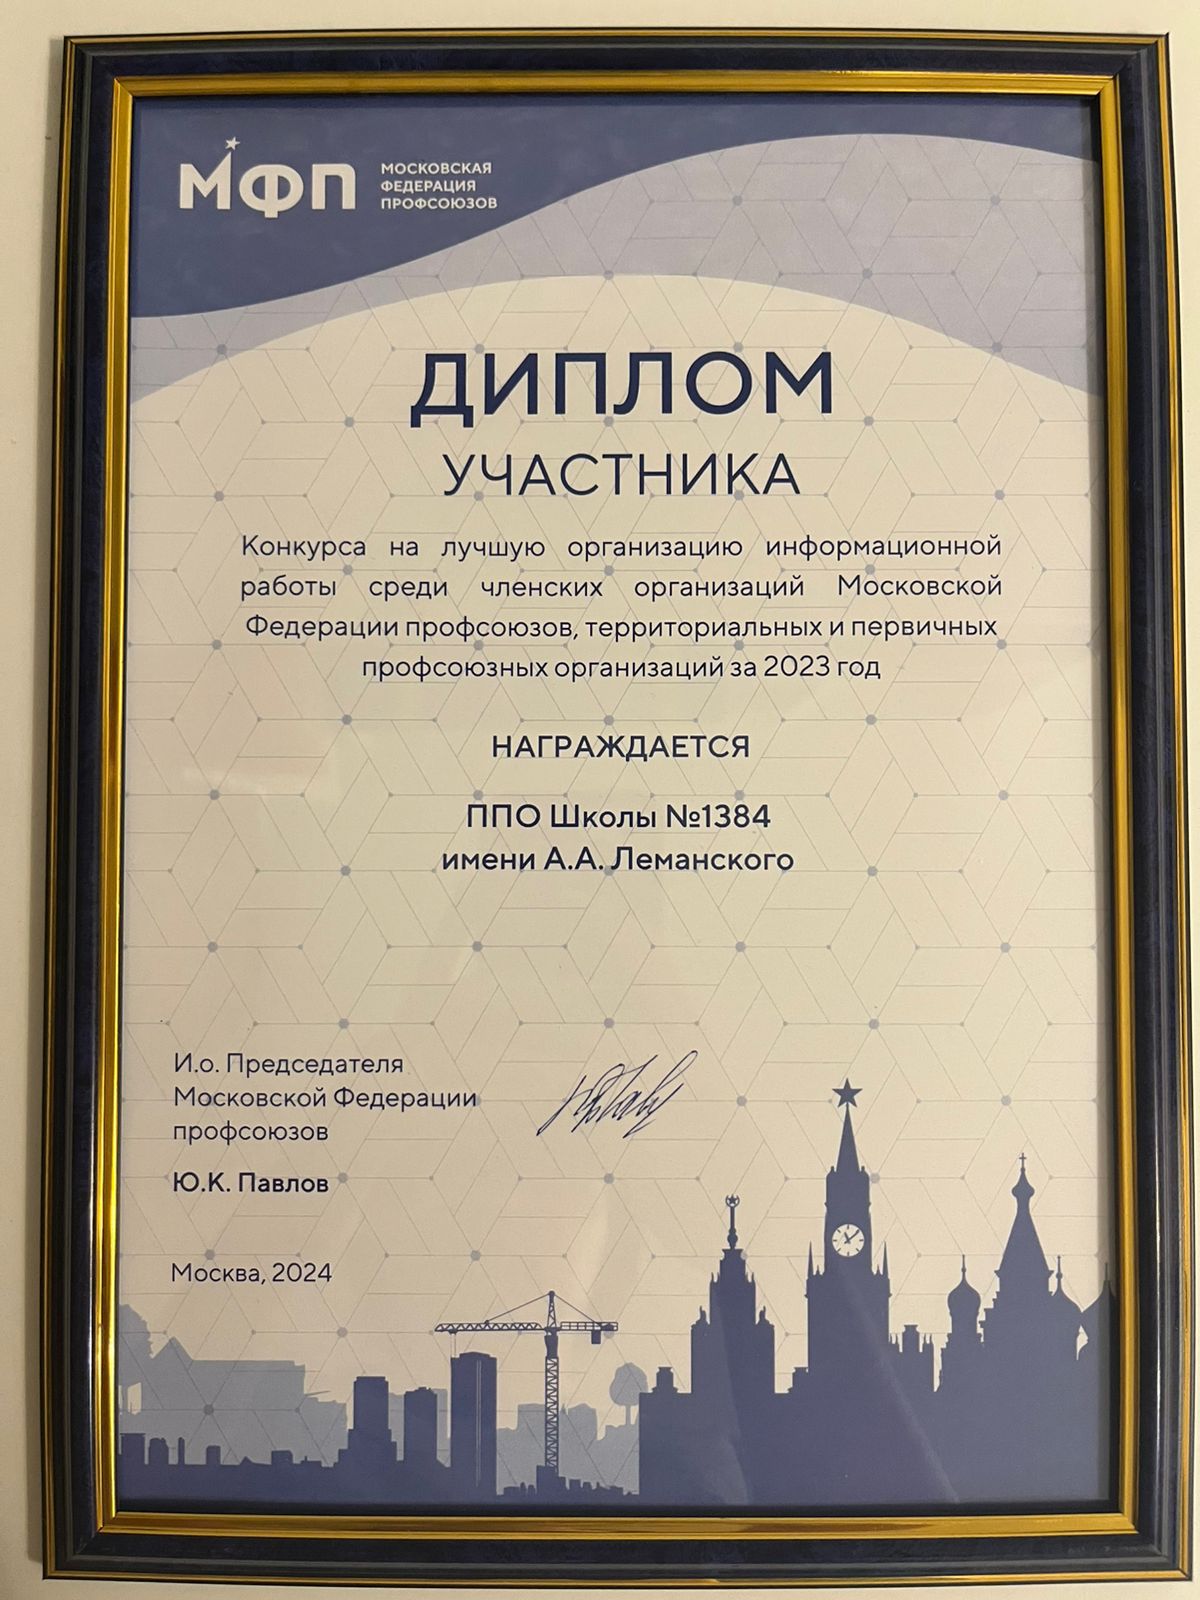 МФП
МОСКОВСКАЯ
ФЕДЕРАЦИЯ
ПРОФСОЮЗОВ
ДИПЛОМ
УЧАСТНИКА
Конкурса на лучшую организацию информационной
работы среди членских организаций Московской
Федерации профсоюзов, территориальных и первичных
профсоюзных организаций за 2023 год
НАГРАЖДАЕТСЯ
ППО Школы №1384
имени А.А. Леманского
И.о. Председателя
Московской Федерации
профсоюзов
Ю.К. Павлов
Москва, 2024